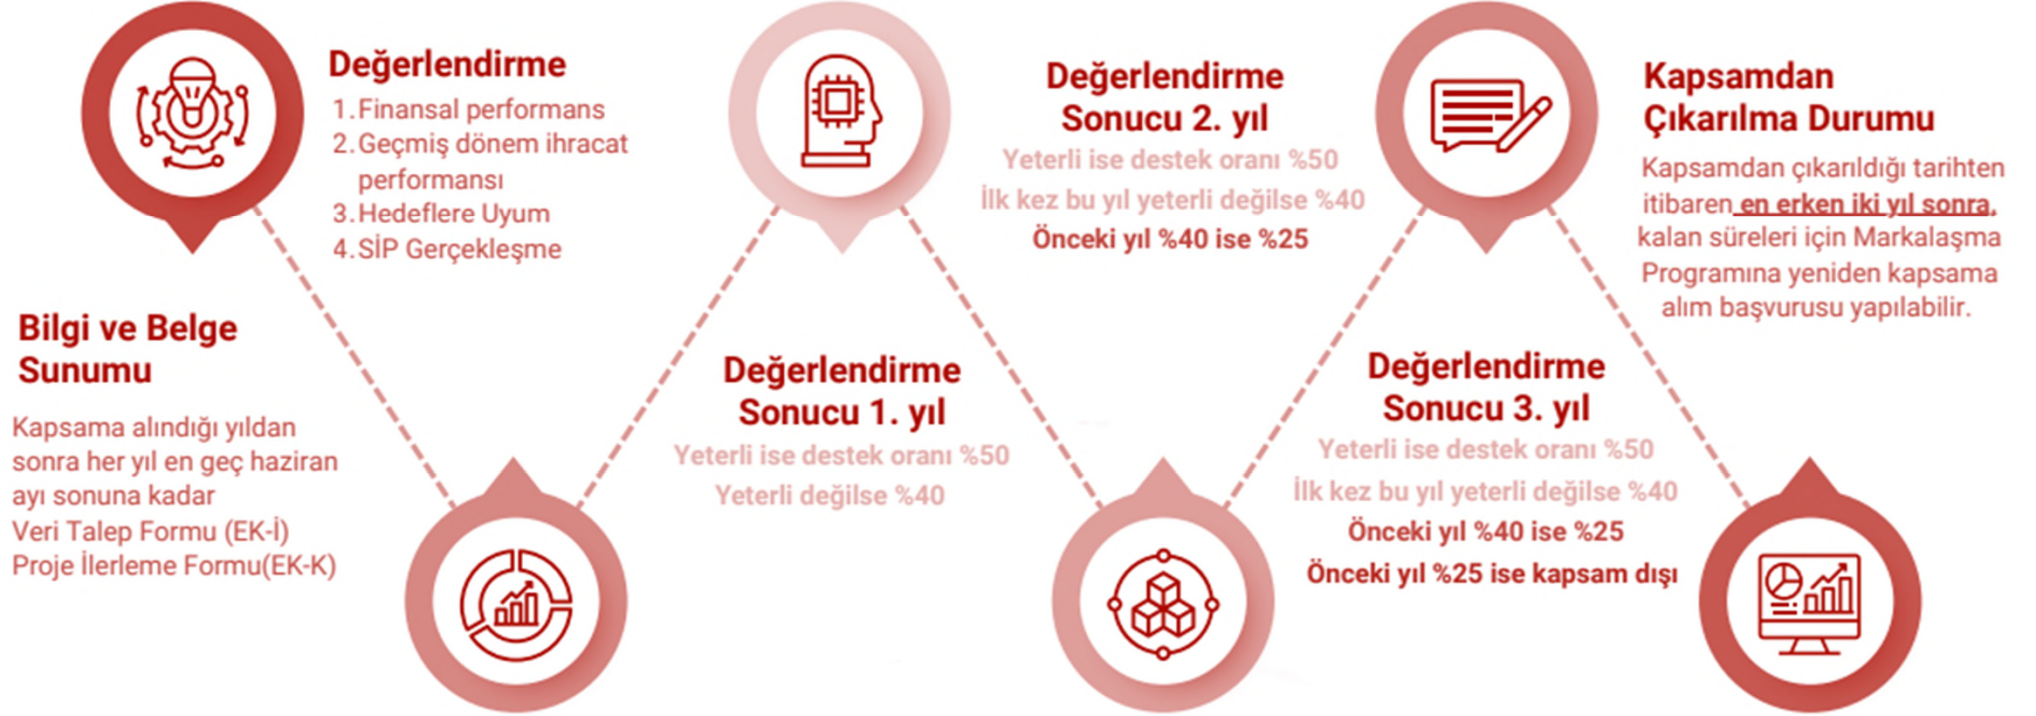 Bilgi ve Belge
Sunumu
Kapsama alındığı yıldan
sonra her yıl en geç haziran
ayı sonuna kadar
Veri Talep Formu (EK-İ)
Proje İlerleme Formu(EK-K)
Değerlendirme
1.Finansal performans
2.Geçmiş dönem ihracat
performansı
3.Hedeflere Uyum
4.SİP Gerçekleşme
Değerlendirme
Sonucu 1. yıl
Yeterli ise destek oranı %50
Yeterli değilse %40
Değerlendirme
Sonucu 2. yıl
Yeterli ise destek oranı %50
İlk kez bu yıl yeterli değilse %40
Önceki yıl %40 ise %25
Değerlendirme
Sonucu 3. yıl
Yeterli ise destek oranı %50
İlk kez bu yıl yeterli değilse %40
Önceki yıl %40 ise %25
Önceki yıl %25 ise kapsam dışı
Kapsamdan
Çıkarılma Durumu
Kapsamdan çıkarıldığı tarihten
itibaren en erken iki yıl sonra,
kalan süreleri için Markalaşma
Programına yeniden kapsama
alım başvurusu yapılabilir.